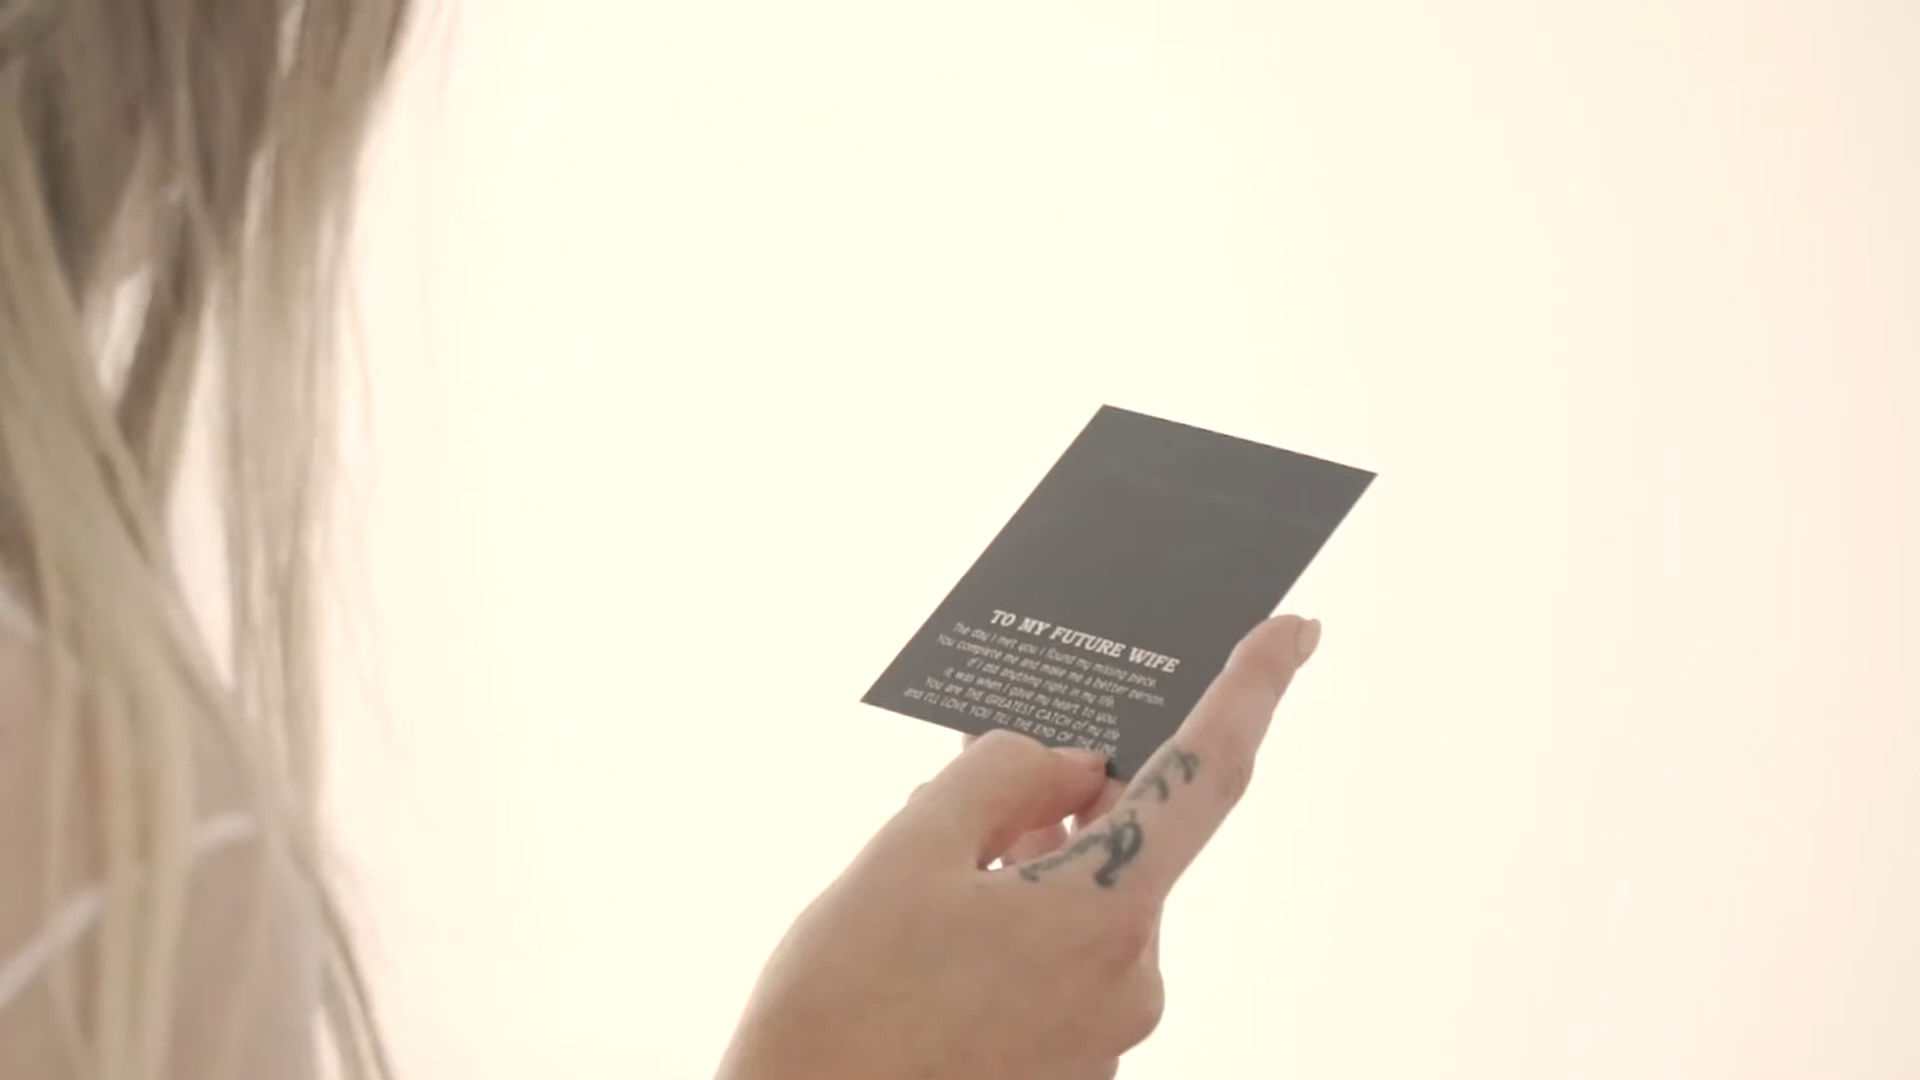 TO MY FUTURE WIFE
The day I met you I found my missing piece.
You complete me and make me a better person.
If I did anything right in my life,
it was when I gave my heart to you.
You are THE GREATEST CATCH of my life
and I'LL LOVE YOU TILL THE END OF THE LINE.